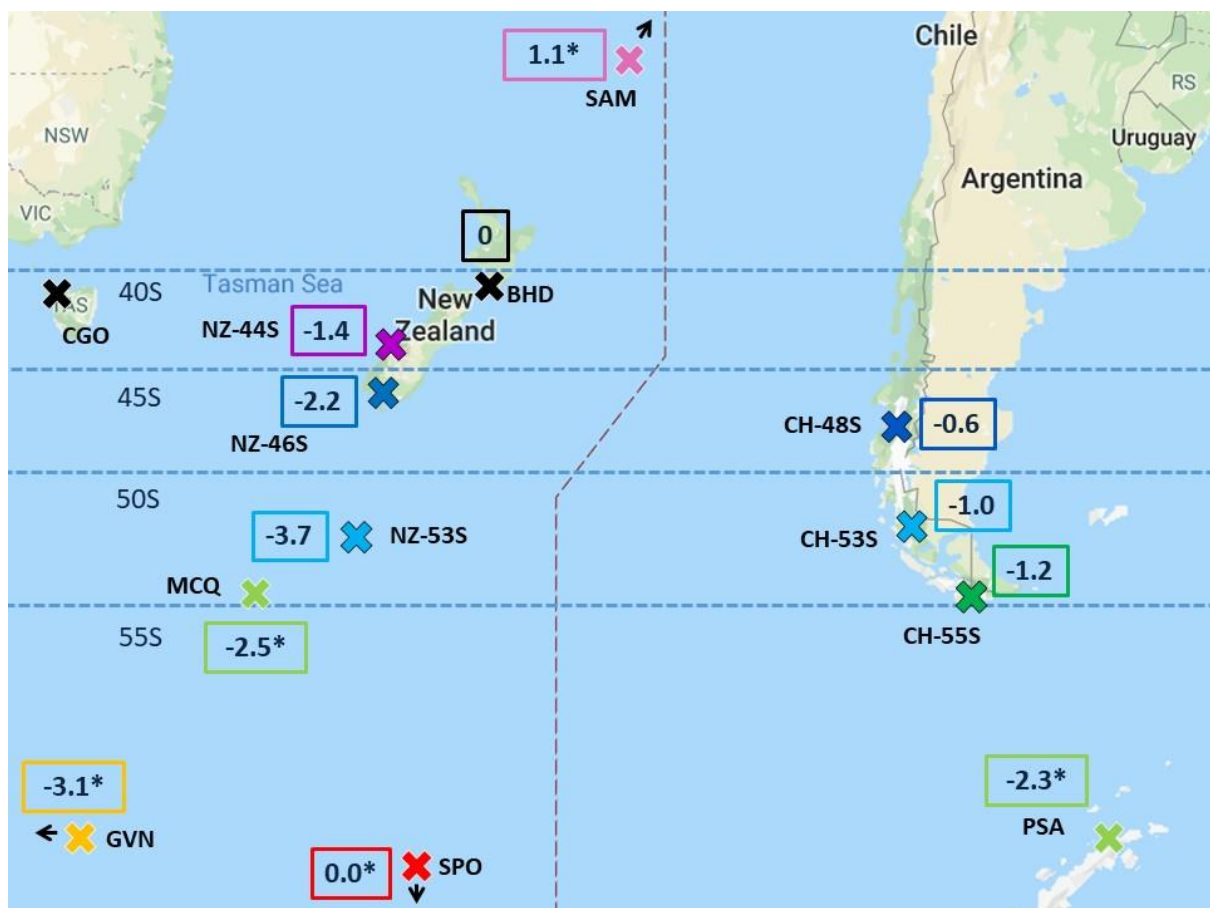 1.1*
SAM
Chile
RS
NSW
Uruguay
Argentina
VIC
0
40S
Tasman Sea
BHD
TAS
CGO
New
Zealand
NZ-44S
-1.4
45S
-2.2
NZ-46S
CH-48S
-0.6
50S
-1.0
-3.7
NZ-53S
CH-53S
MCQ
-1.2
55S
-2.5*
CH-55S
-3.1*
GVN
-2.3*
PSA
0.0*
SPO